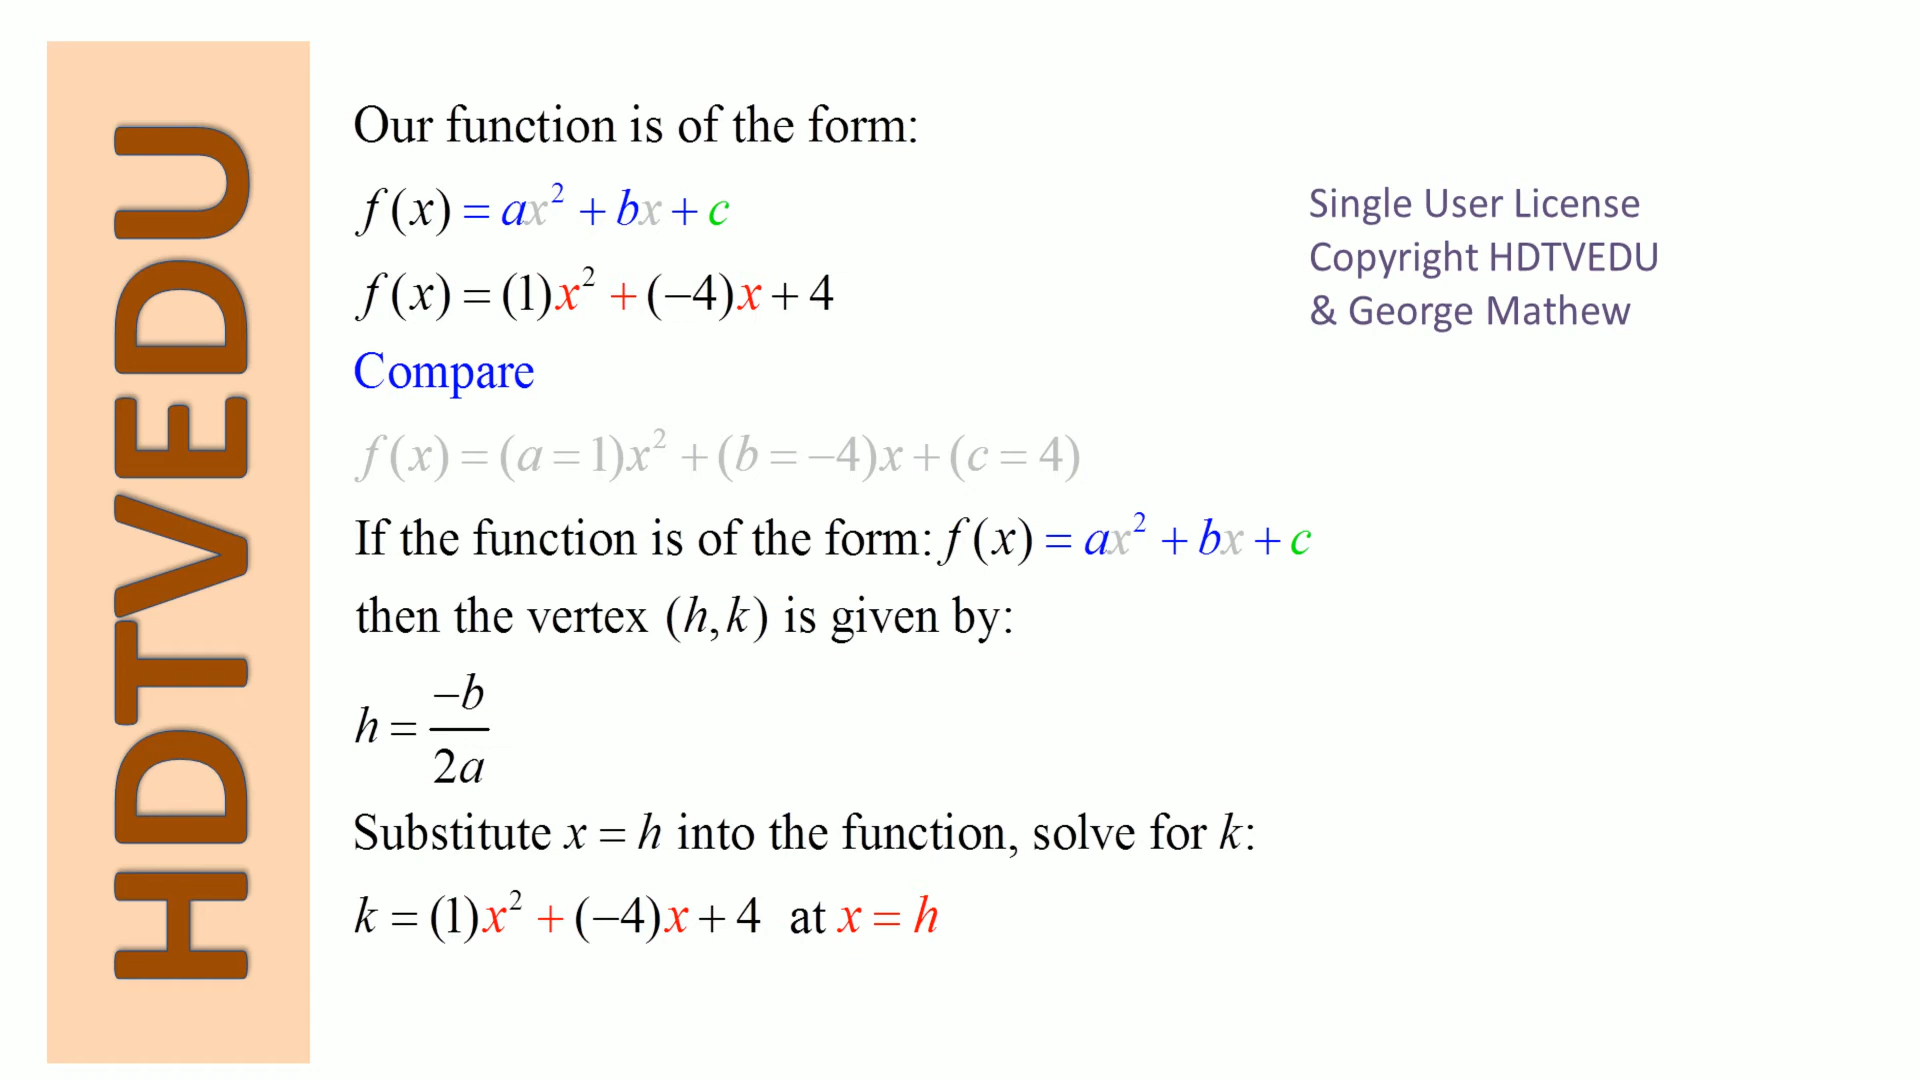 HDTVEDU
Our function is of the form:
f(x) = ax² + bx + c
f(x) = (1)x² + (−4)x + 4
Compare
f(x) = (a = 1)x² + (b = −4)x + (c = 4)
If the function is of the form: f(x) = ax² + bx + c
then the vertex (h, k) is given by:
h = −b/2a
Substitute x = h into the function, solve for k:
k = (1)x² + (−4)x + 4 at x = h
Single User License
Copyright HDTVEDU
& George Mathew